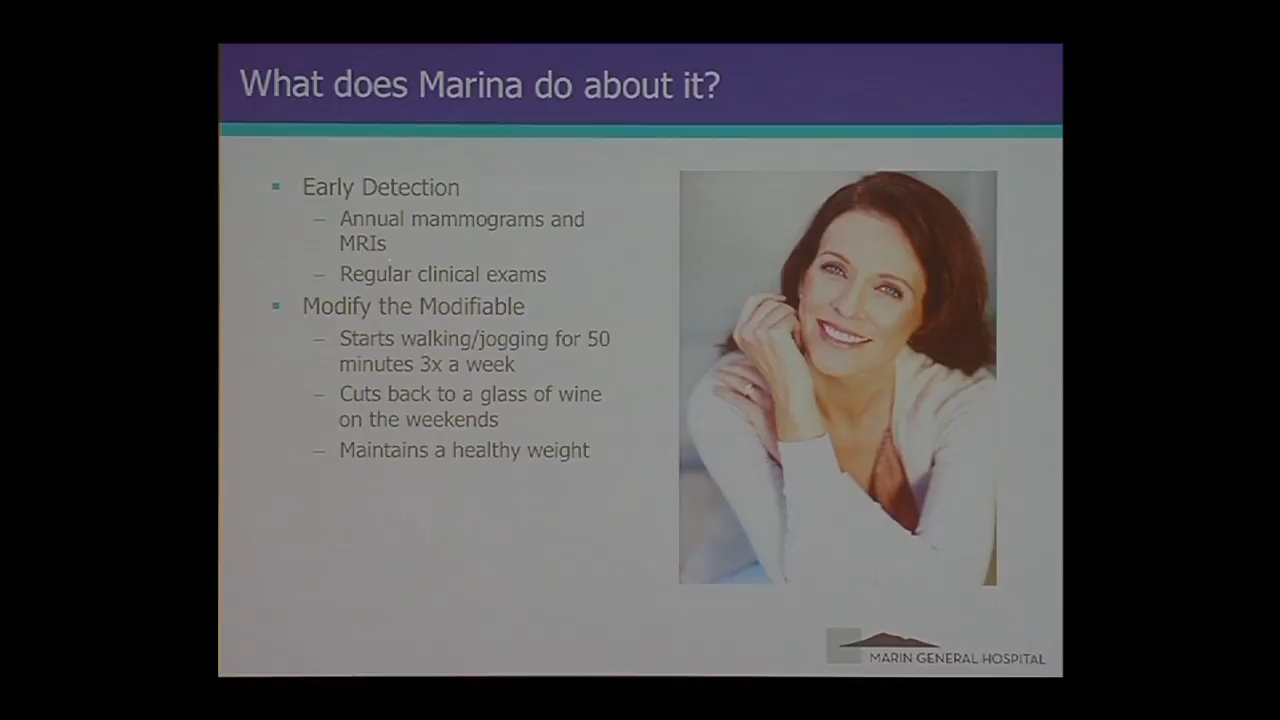 What does Marina do about it?
▪ Early Detection
– Annual mammograms and
MRIs
– Regular clinical exams
▪ Modify the Modifiable
– Starts walking/jogging for 50
minutes 3x a week
– Cuts back to a glass of wine
on the weekends
– Maintains a healthy weight
MARIN GENERAL HOSPITAL